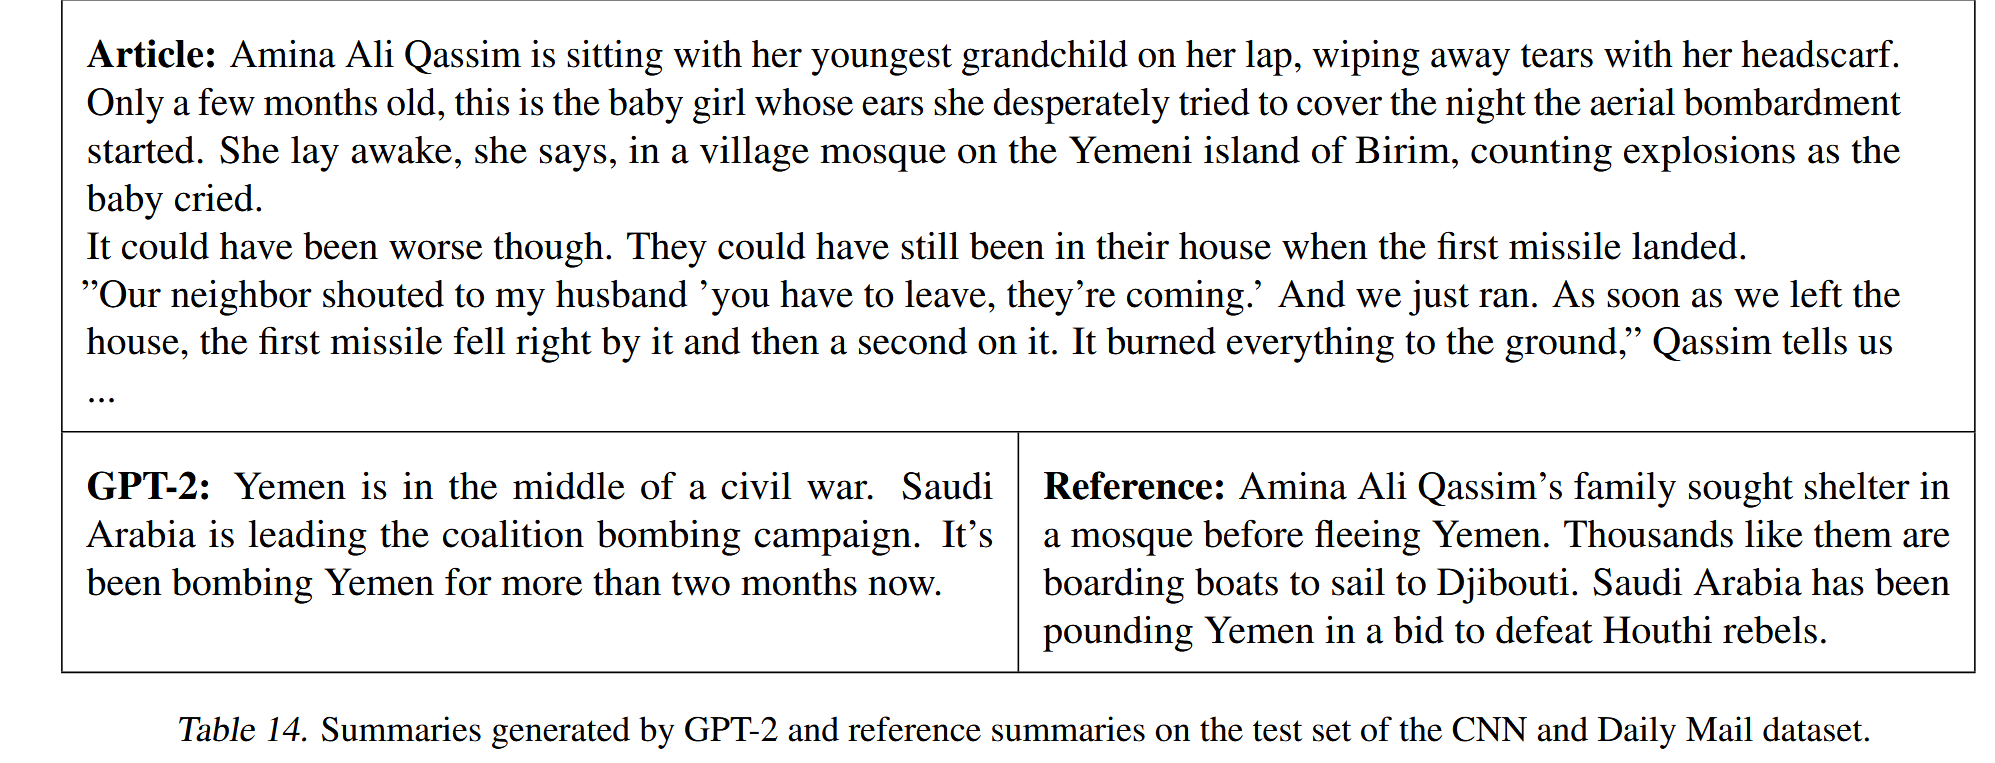 Article: Amina Ali Qassim is sitting with her youngest grandchild on her lap, wiping away tears with her headscarf.
Only a few months old, this is the baby girl whose ears she desperately tried to cover the night the aerial bombardment
started. She lay awake, she says, in a village mosque on the Yemeni island of Birim, counting explosions as the
baby cried.
It could have been worse though. They could have still been in their house when the first missile landed.
”Our neighbor shouted to my husband ’you have to leave, they’re coming.’ And we just ran. As soon as we left the
house, the first missile fell right by it and then a second on it. It burned everything to the ground,” Qassim tells us
...
GPT-2: Yemen is in the middle of a civil war. Saudi
Arabia is leading the coalition bombing campaign. It’s
been bombing Yemen for more than two months now.
Reference: Amina Ali Qassim’s family sought shelter in
a mosque before fleeing Yemen. Thousands like them are
boarding boats to sail to Djibouti. Saudi Arabia has been
pounding Yemen in a bid to defeat Houthi rebels.
Table 14. Summaries generated by GPT-2 and reference summaries on the test set of the CNN and Daily Mail dataset.